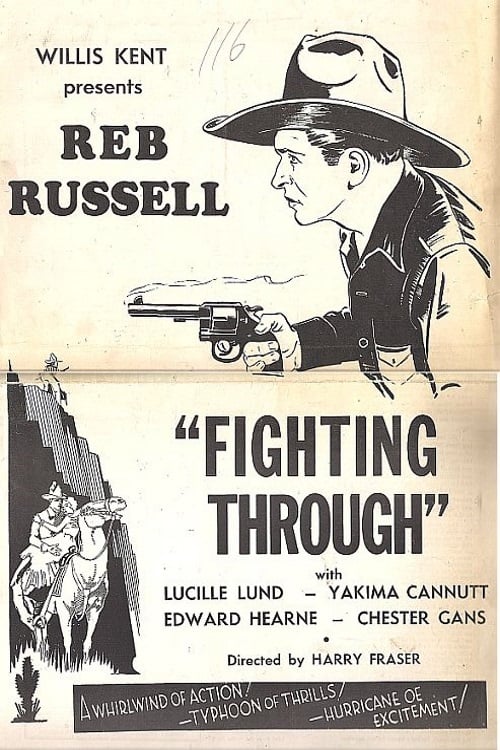 116
WILLIS KENT
presents
REB
RUSSELL
"FIGHTING
THROUGH"
with
LUCILLE LUND – YAKIMA CANNUTT
EDWARD HEARNE – CHESTER GANS
Directed by HARRY FRASER
A WHIRLWIND OF ACTION!
–TYPHOON OF THRILLS!
–HURRICANE OF
EXCITEMENT!